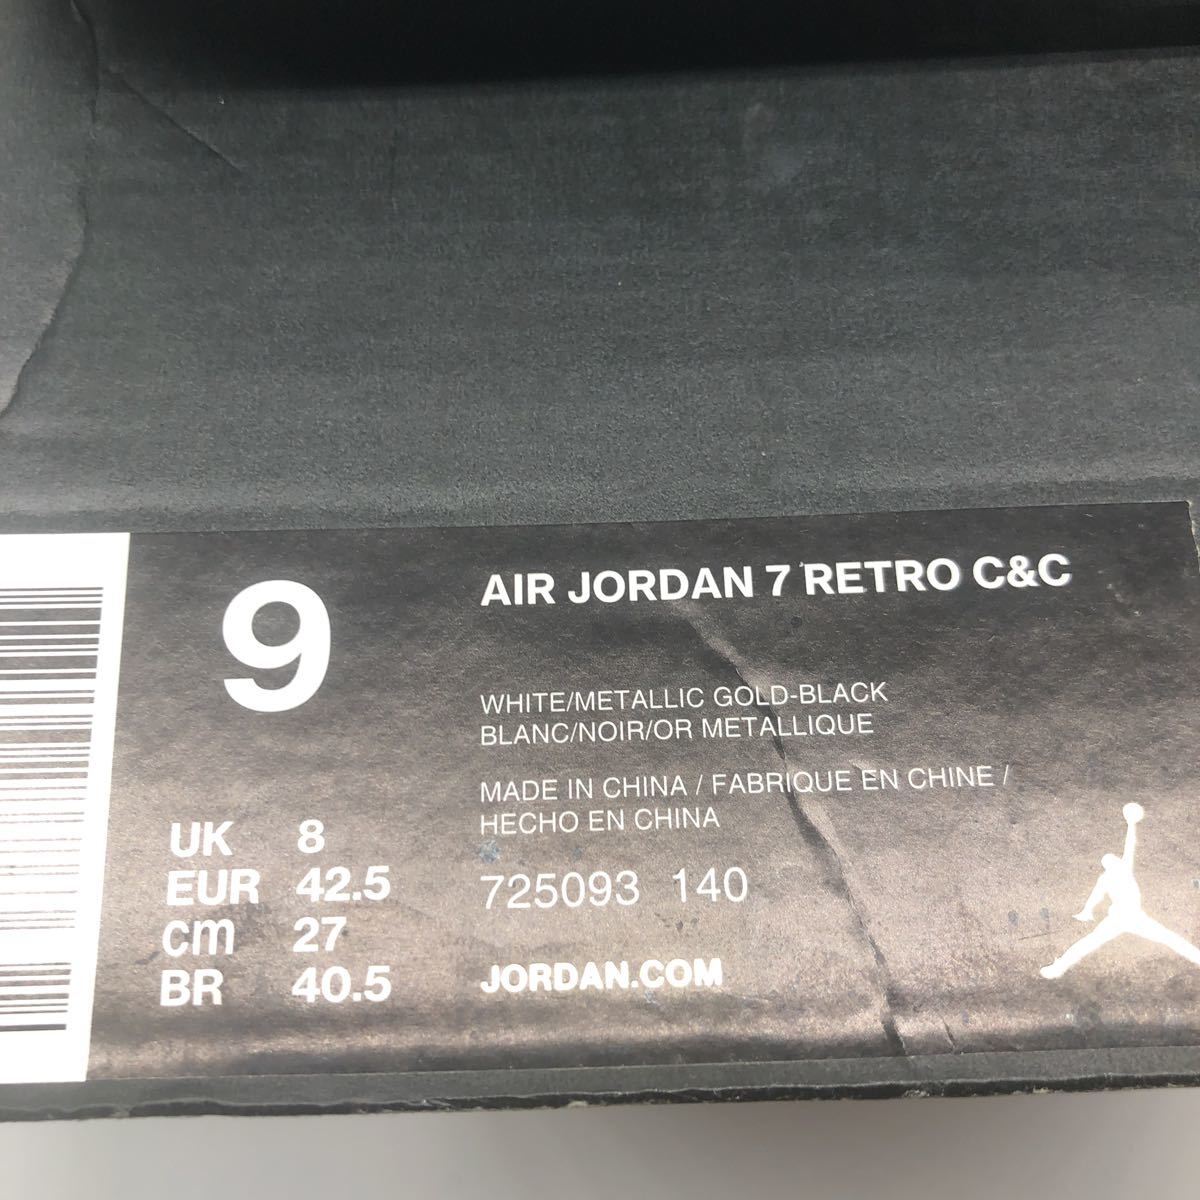 9
AIR JORDAN 7 RETRO C&C
WHITE/METALLIC GOLD-BLACK
BLANC/NOIR/OR METALLIQUE
MADE IN CHINA / FABRIQUE EN CHINE /
HECHO EN CHINA
UK 8
EUR 42.5
cm 27
BR 40.5
725093 140
JORDAN.COM